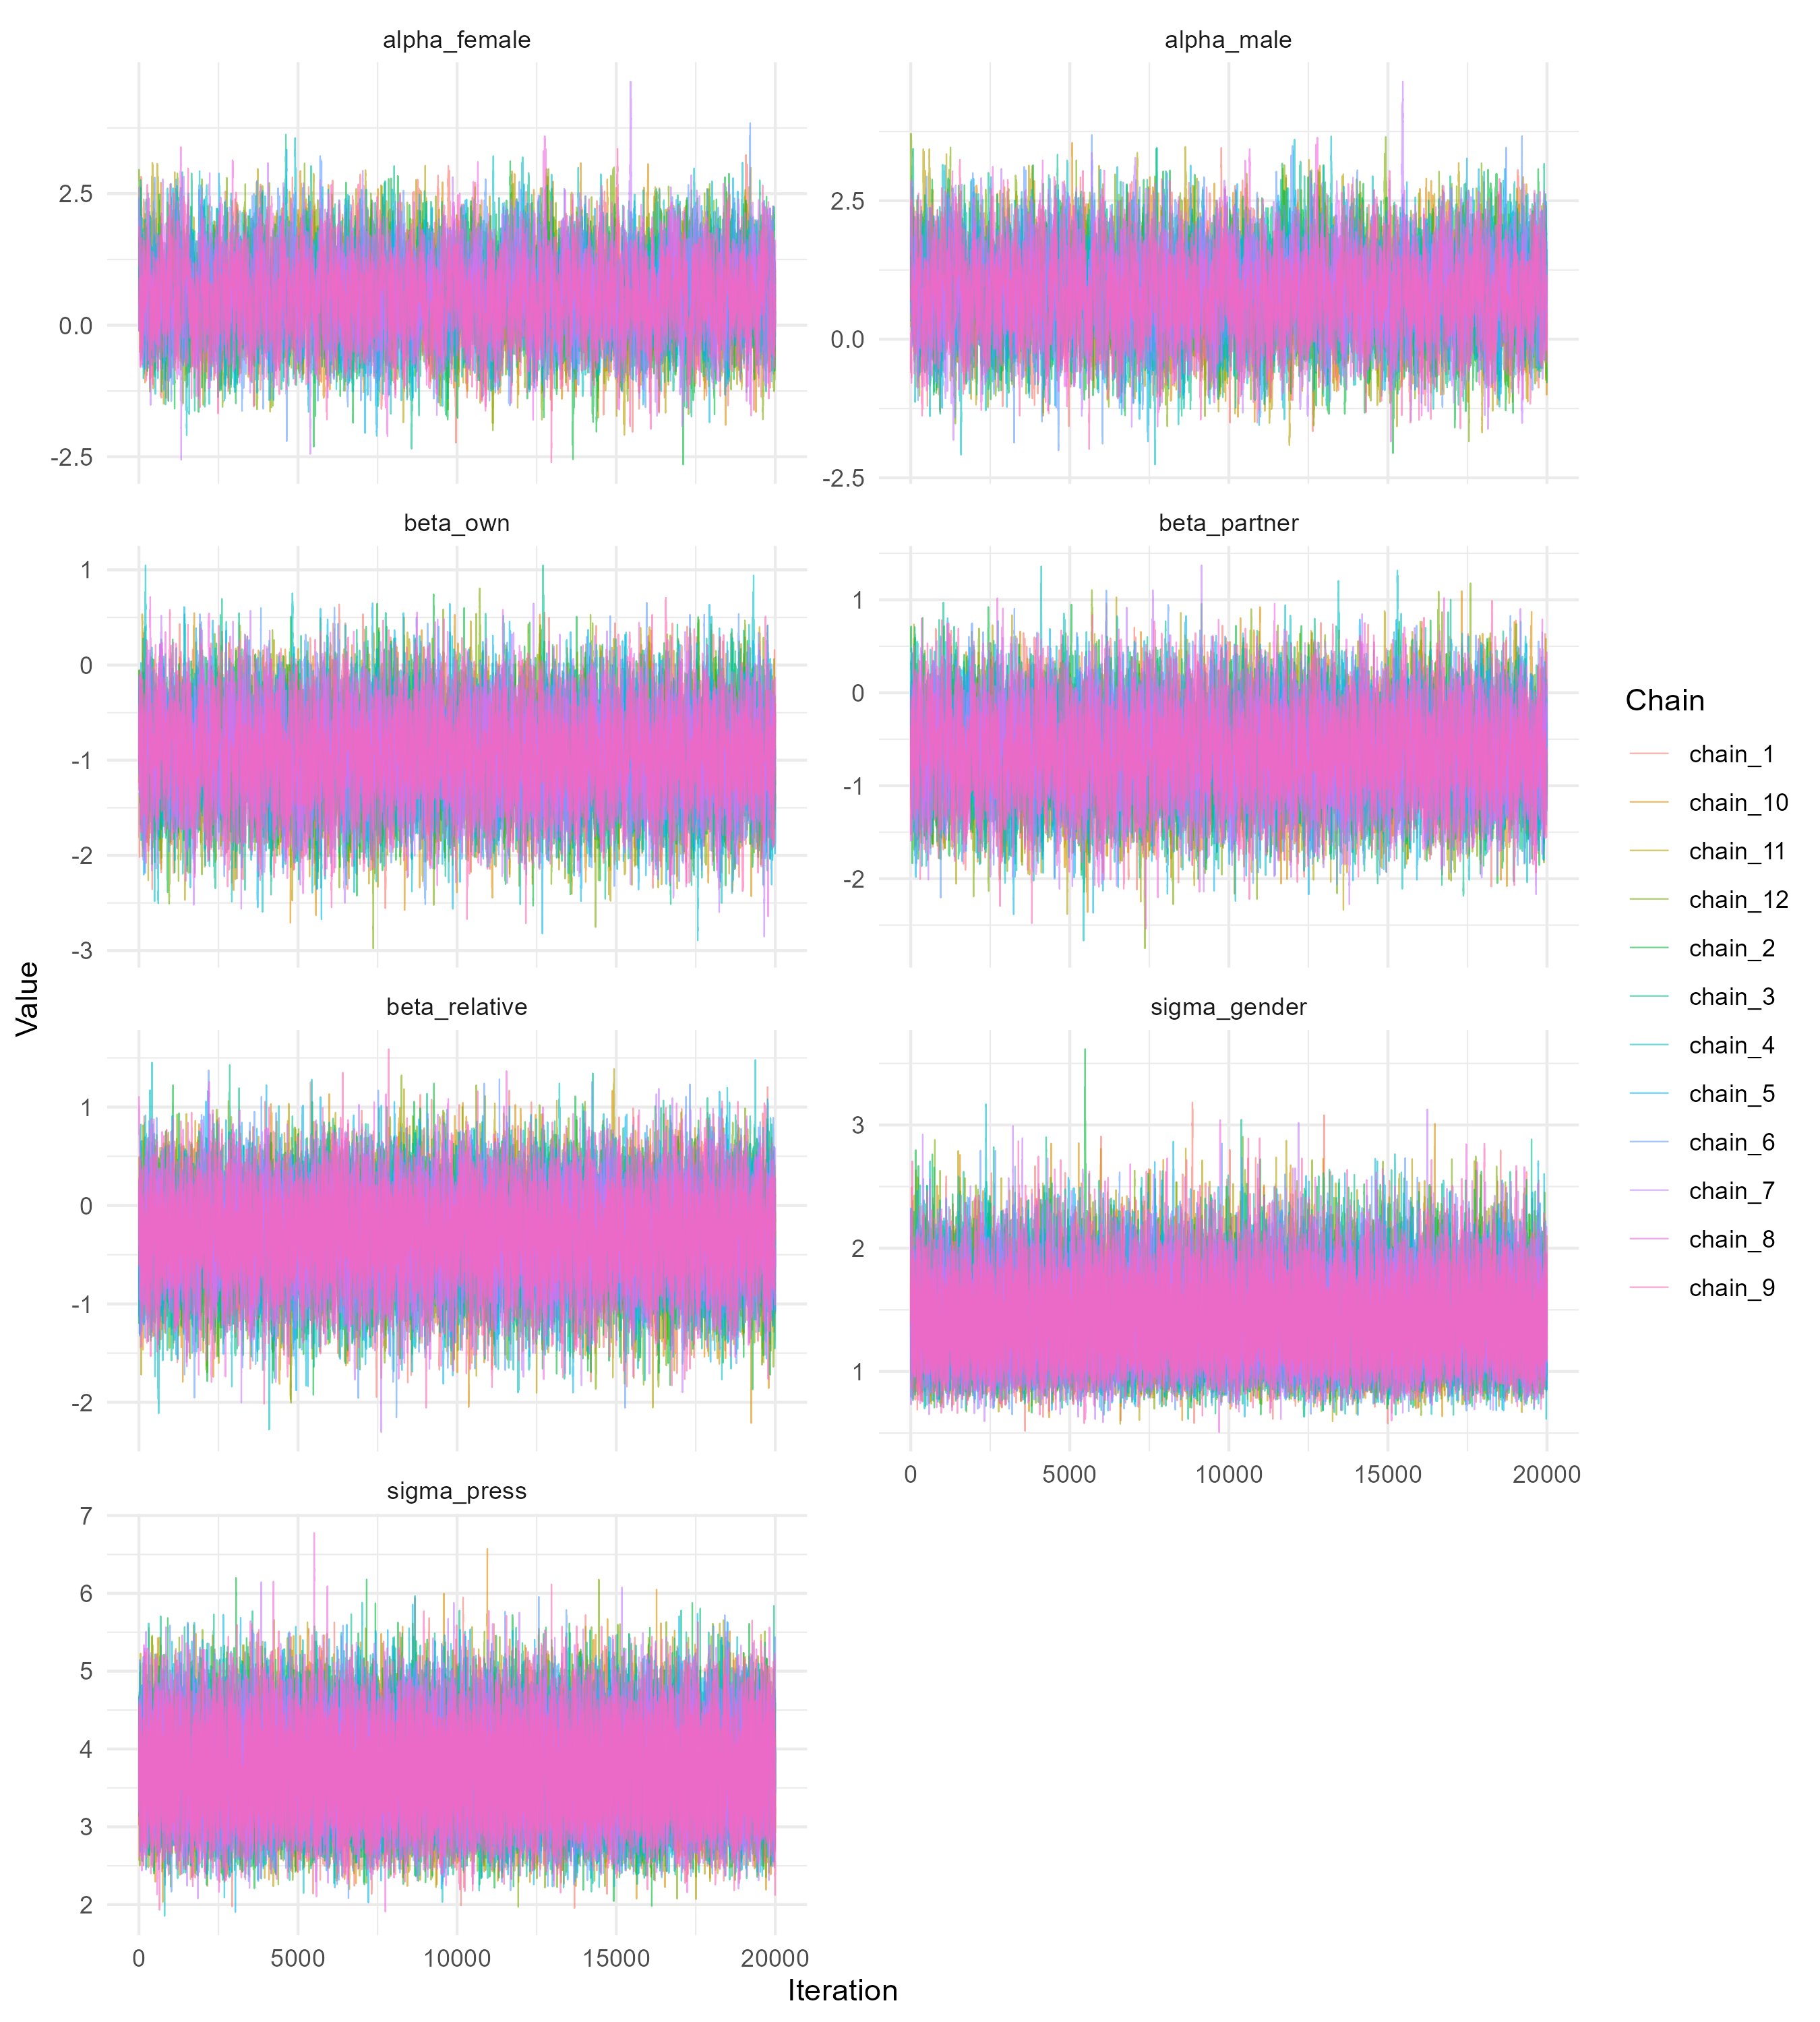 alpha_female
alpha_male
2.5
0.0
-2.5
2.5
0.0
-2.5
beta_own
beta_partner
1
0
-1
-2
-3
1
0
-1
-2
beta_relative
sigma_gender
1
0
-1
-2
3
2
1
0 5000 10000 15000 20000
sigma_press
7
6
5
4
3
2
0 5000 10000 15000 20000
Iteration
Value
Chain
chain_1
chain_10
chain_11
chain_12
chain_2
chain_3
chain_4
chain_5
chain_6
chain_7
chain_8
chain_9